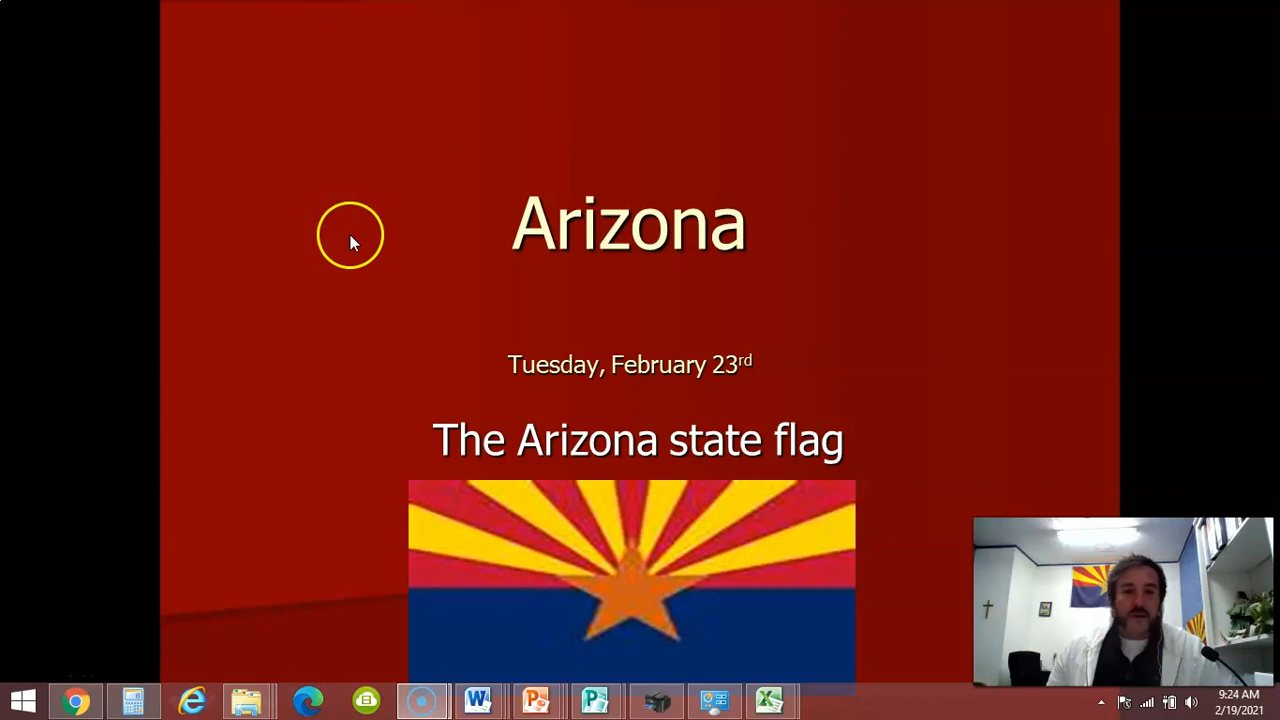 Arizona
Tuesday, February 23rd
The Arizona state flag
9:24 AM
2/19/2021